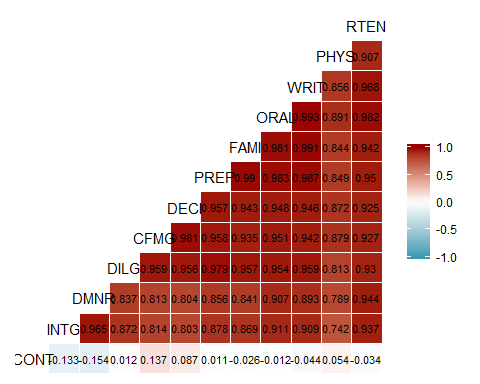 RTEN
PHYS 0.907
WRIT 0.856 0.968
ORAL 0.993 0.891 0.982
FAMI 0.981 0.991 0.844 0.942
PREP 0.99 0.983 0.987 0.849 0.95
DECI 0.957 0.943 0.948 0.946 0.872 0.925
CFMG 0.981 0.958 0.935 0.951 0.942 0.879 0.927
DILG 0.959 0.956 0.979 0.957 0.954 0.959 0.813 0.93
DMNR 0.837 0.813 0.804 0.856 0.841 0.907 0.893 0.789 0.944
INTG 0.965 0.872 0.814 0.803 0.878 0.869 0.911 0.909 0.742 0.937
CONT -0.133 -0.154 0.012 0.137 0.087 0.011 -0.026 -0.012 -0.044 0.054 -0.034
1.0
0.5
0.0
-0.5
-1.0